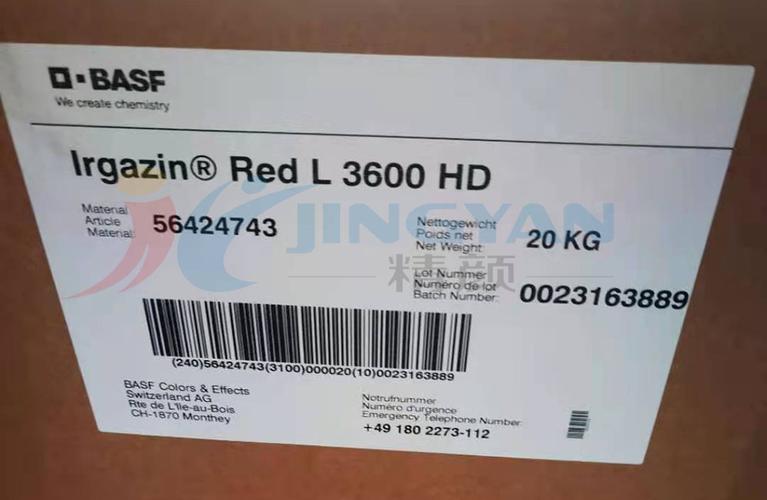 BASF
We create chemistry
Irgazin® Red L 3600 HD
Material
Article
Material:
56424743
Nettogewicht
Poids net
Net Weight:
20 KG
Lot Nummer
Numéro de lot
Batch Number:
0023163889
JINGYAN
精颜
(240)56424743(3100)000020(10)0023163889
BASF Colors & Effects
Switzerland AG
Rte de L'Ile-au-Bois
CH-1870 Monthey
Notrufnummer
Numéro d'urgence
Emergency Telephone Number:
+49 180 2273-112